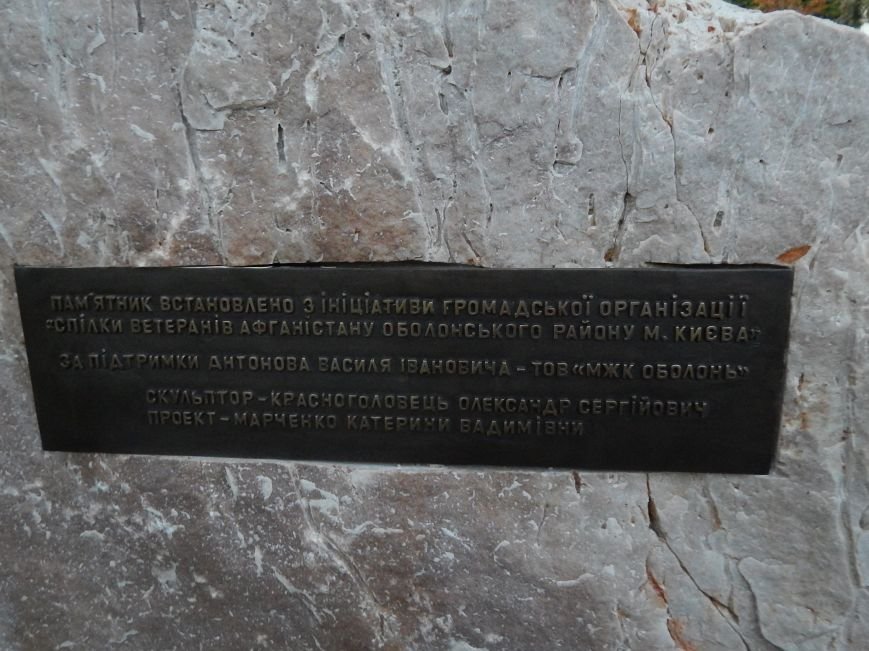 ПАМ'ЯТНИК ВСТАНОВЛЕНО З ІНІЦІАТИВИ ГРОМАДСЬКОЇ ОРГАНІЗАЦІЇ
"СПІЛКИ ВЕТЕРАНІВ АФГАНІСТАНУ ОБОЛОНСЬКОГО РАЙОНУ М. КИЄВА"
ЗА ПІДТРИМКИ АНТОНОВА ВАСИЛЯ ІВАНОВИЧА - ТОВ "МЖК ОБОЛОНЬ"
СКУЛЬПТОР - КРАСНОГОЛОВЕЦЬ ОЛЕКСАНДР СЕРГІЙОВИЧ
ПРОЕКТ - МАРЧЕНКО КАТЕРИНИ ВАДИМІВНИ